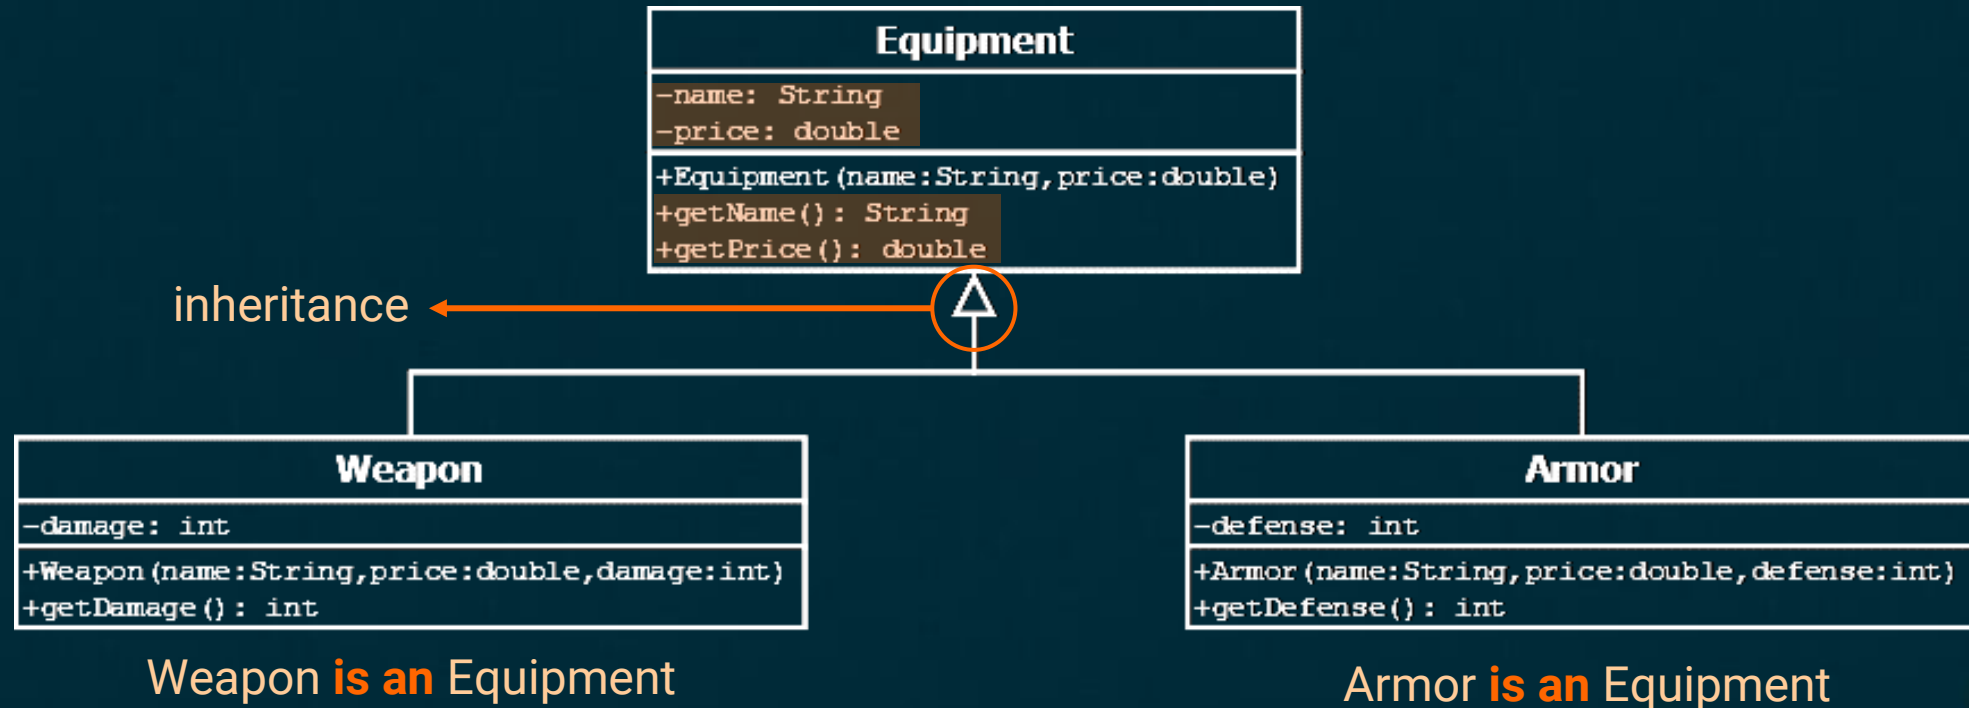 Equipment
-name: String
-price: double
+Equipment(name:String,price:double)
+getName(): String
+getPrice(): double
inheritance
Weapon
-damage: int
+Weapon(name:String,price:double,damage:int)
+getDamage(): int
Weapon is an Equipment
Armor
-defense: int
+Armor(name:String,price:double,defense:int)
+getDefense(): int
Armor is an Equipment